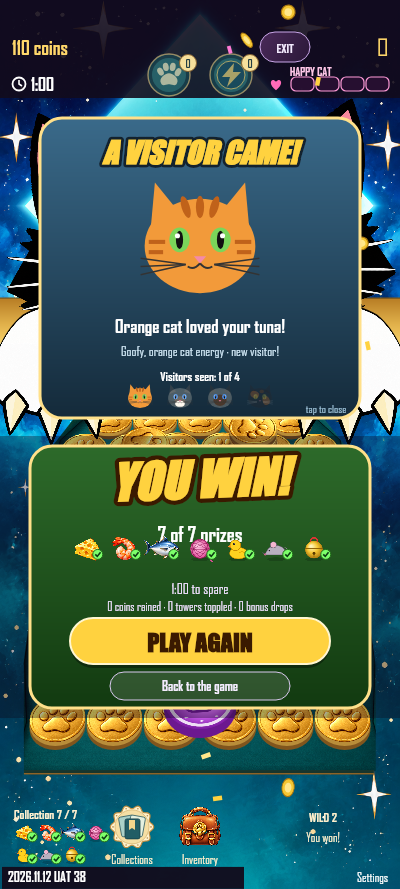 110 coins
EXIT
1:00
0
0
HAPPY CAT
A VISITOR CAME!
Orange cat loved your tuna!
Goofy, orange cat energy · new visitor!
Visitors seen: 1 of 4
tap to close
YOU WIN!
7 of 7 prizes
1:00 to spare
0 coins rained · 0 towers toppled · 0 bonus drops
PLAY AGAIN
Back to the game
Collection 7 / 7
WILD 2
You won!
Collections
Inventory
2026.11.12 UAT 38
Settings